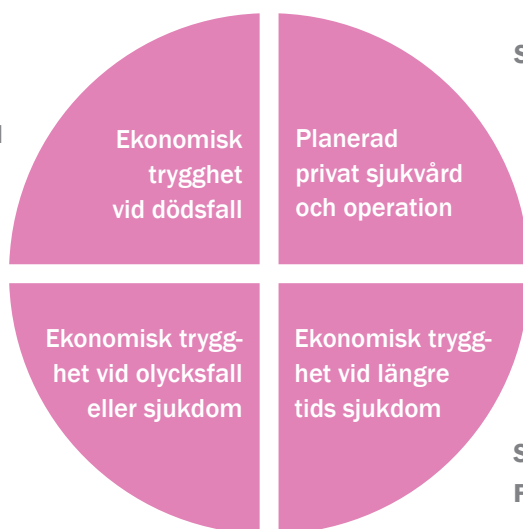 Ekonomisk
trygghet
vid dödsfall
Planerad
privat sjukvård
och operation
Ekonomisk trygg-
het vid olycksfall
eller sjukdom
Ekonomisk trygg-
het vid längre
tids sjukdom